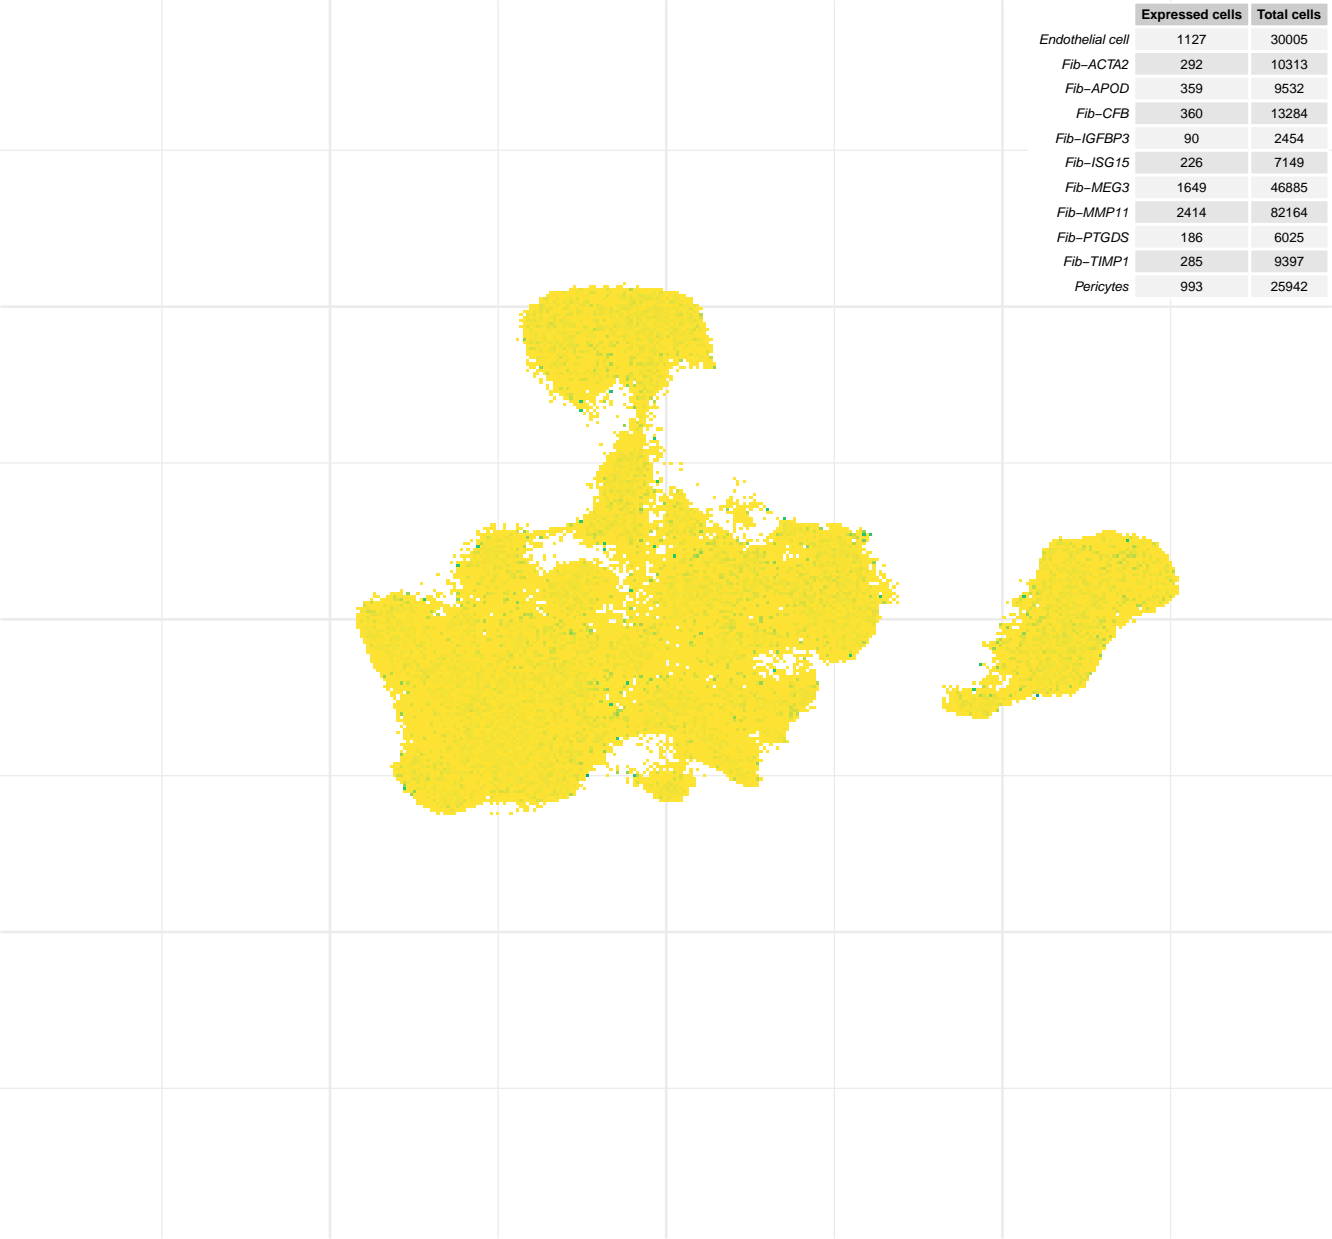 Expressed cells Total cells
Endothelial cell 1127 30005
Fib−ACTA2 292 10313
Fib−APOD 359 9532
Fib−CFB 360 13284
Fib−IGFBP3 90 2454
Fib−ISG15 226 7149
Fib−MEG3 1649 46885
Fib−MMP11 2414 82164
Fib−PTGDS 186 6025
Fib−TIMP1 285 9397
Pericytes 993 25942